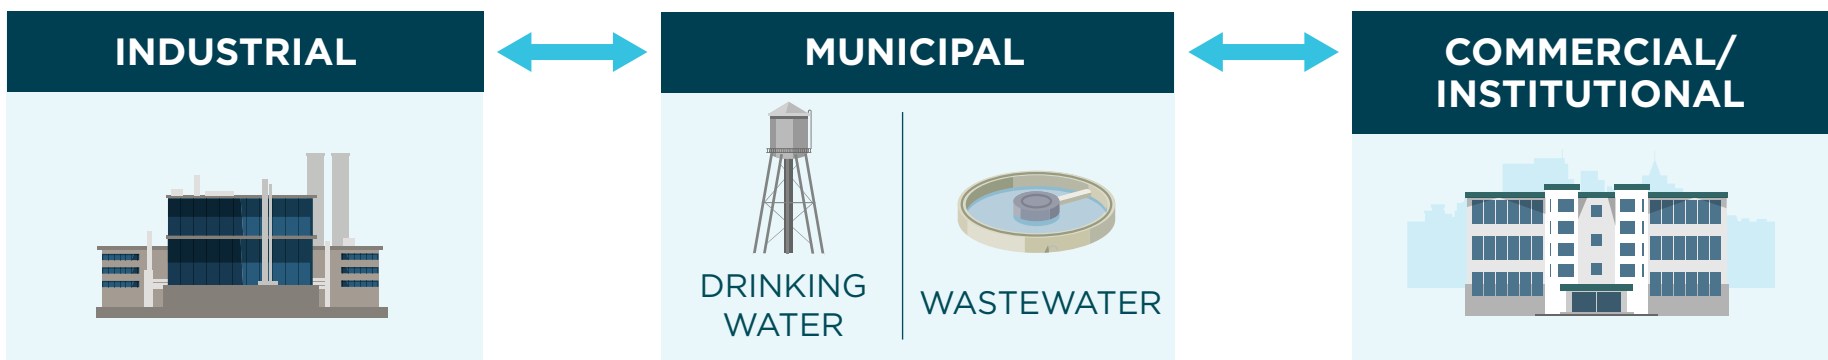 INDUSTRIAL
MUNICIPAL
COMMERCIAL/
INSTITUTIONAL
DRINKING
WATER
WASTEWATER